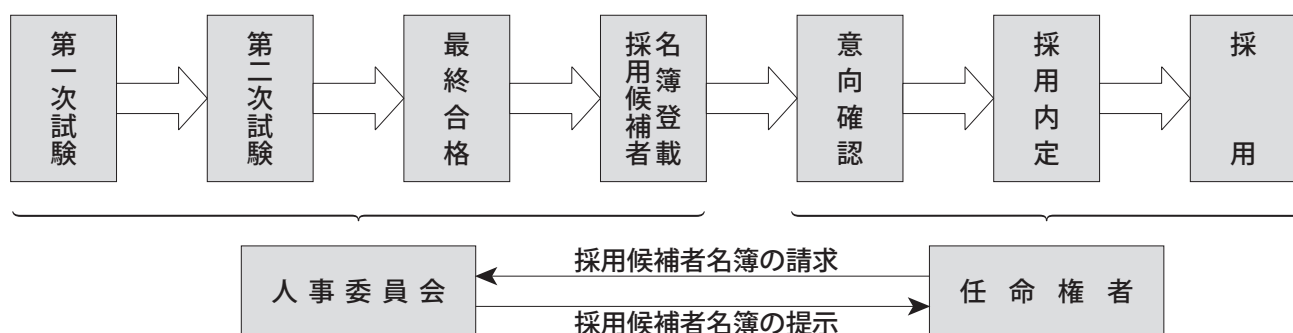 第一次試験
第二次試験
最終合格
採用候補者
名簿登載
意向確認
採用内定
採用
人事委員会
採用候補者名簿の請求
任命権者
採用候補者名簿の提示